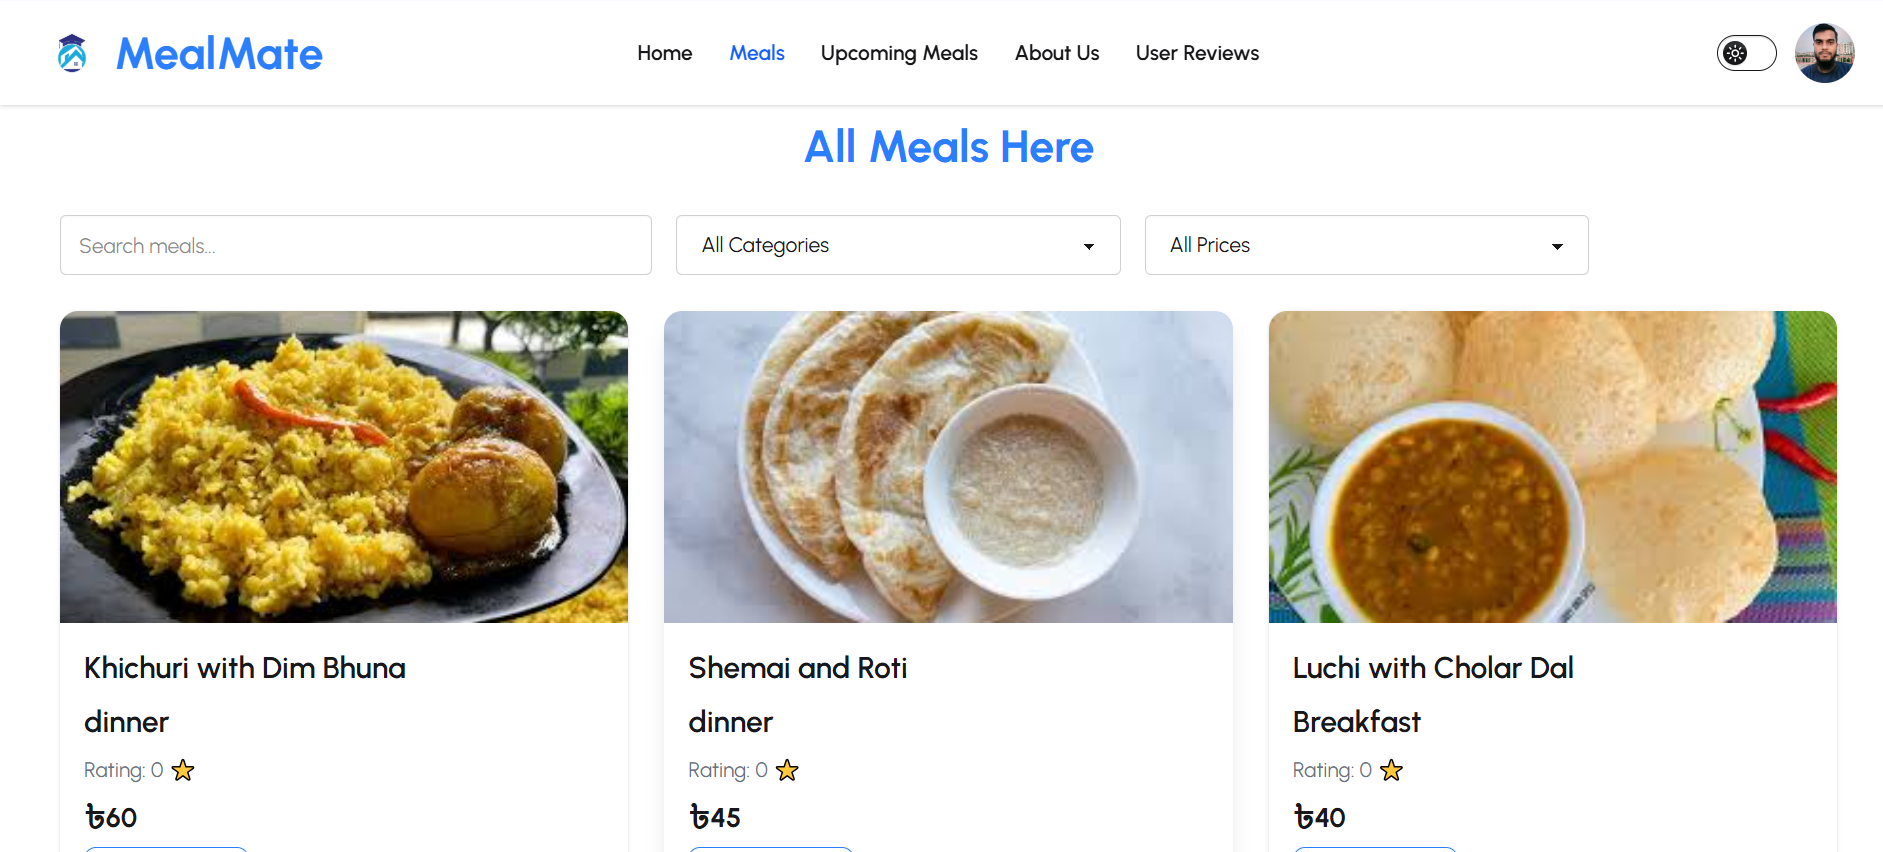 MealMate
Home
Meals
Upcoming Meals
About Us
User Reviews
All Meals Here
Search meals...
All Categories
All Prices
Khichuri with Dim Bhuna
dinner
Rating: 0 ⭐
৳60
Shemai and Roti
dinner
Rating: 0 ⭐
৳45
Luchi with Cholar Dal
Breakfast
Rating: 0 ⭐
৳40